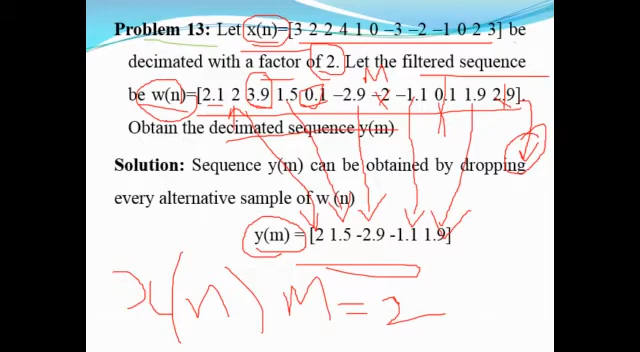 Problem 13: Let x(n)=[3 2 2 4 1 0 −3 −2 −1 0 2 3] be
decimated with a factor of 2. Let the filtered sequence
M
be w(n)=[2.1 2 3.9 1.5 0.1 −2.9 −2 −1.1 0.1 1.9 2.9].
Obtain the decimated sequence y(m)
Solution: Sequence y(m) can be obtained by dropping
every alternative sample of w (n)
y(m) = [2 1.5 -2.9 -1.1 1.9]
x(n) M = 2